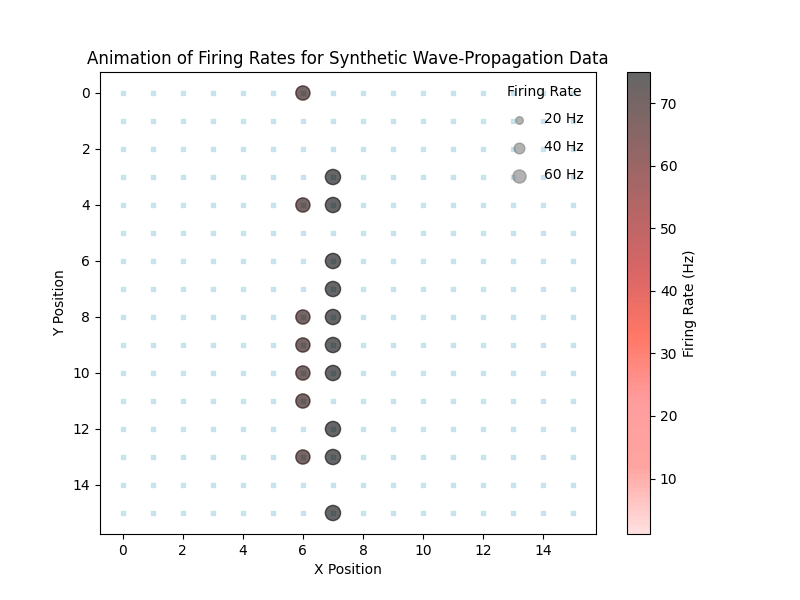 Animation of Firing Rates for Synthetic Wave-Propagation Data
Firing Rate
20 Hz
40 Hz
60 Hz
0
2
4
6
8
10
12
14
Y Position
0 2 4 6 8 10 12 14
X Position
70
60
50
40
30
20
10
Firing Rate (Hz)